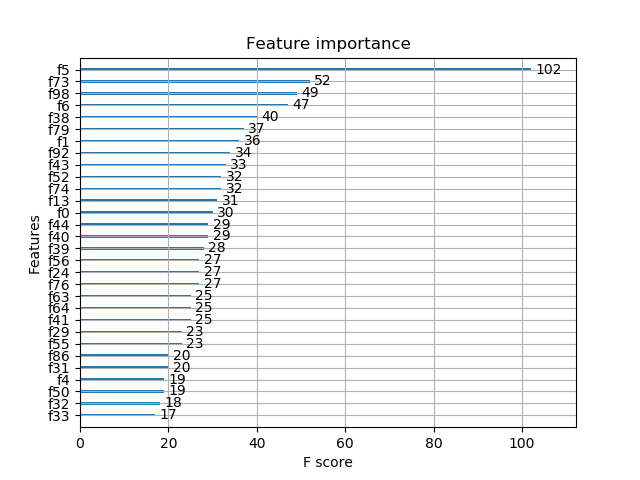 Feature importance
f5 102
f73 52
f98 49
f6 47
f38 40
f79 37
f1 36
f92 34
f43 33
f52 32
f74 32
f13 31
f0 30
f44 29
f40 29
f39 28
f56 27
f24 27
f76 27
f63 25
f64 25
f41 25
f29 23
f55 23
f86 20
f31 20
f4 19
f50 19
f32 18
f33 17
Features
0 20 40 60 80 100
F score